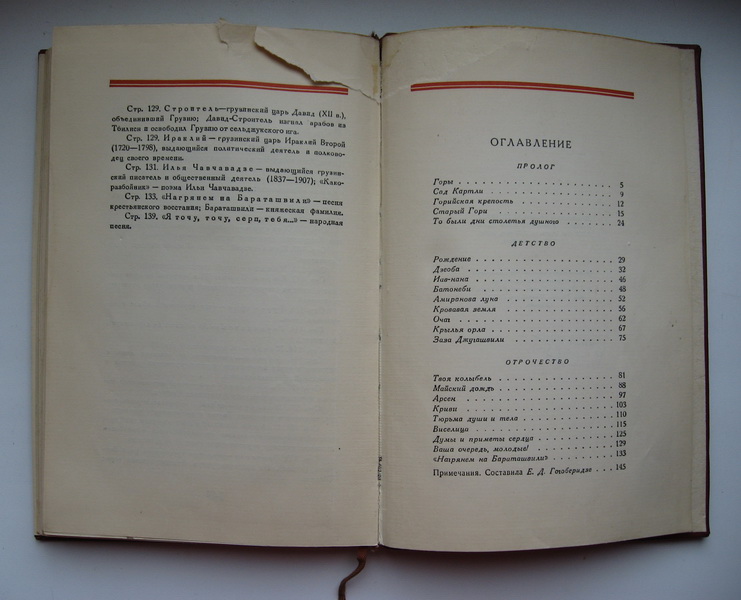 Стр. 129. Строитель—грузинский царь Давид (XII в.),
объединивший Грузию; Давид-Строитель изгнал арабов из
Тбилиси и освободил Грузию от сельджукского ига.
Стр. 129. Ираклий — грузинский царь Ираклий Второй
(1720—1798), выдающийся политический деятель и полково-
дец своего времени.
Стр. 131. Илья Чавчавадзе — выдающийся грузин-
ский писатель и общественный деятель (1837—1907); «Како-
разбойник» — поэма Ильи Чавчавадзе.
Стр. 133. «Нагрянем на Бараташвили» — песня
крестьянского восстания; Бараташвили — княжеская фамилия.
Стр. 139. «Я точу, точу, серп, тебя...» — народная
песня.
ОГЛАВЛЕНИЕ
ПРОЛОГ
Горы 5
Сад Картли 9
Горийская крепость 12
Старый Гори 15
То были дни столетья душного 24
ДЕТСТВО
Рождение 29
Дзеоба 32
Иав-нана 46
Батонеби 48
Амиранова луна 52
Кровавая земля 56
Очаг 62
Крылья орла 67
Заза Джугашвили 75
ОТРОЧЕСТВО
Твоя колыбель 81
Майский дождь 88
Арсен 97
Криви 103
Тюрьма души и тела 110
Виселица 115
Думы и приметы сердца 125
Ваша очередь, молодые! 129
«Нагрянем на Бараташвили» 133
Примечания. Составила Е. Д. Гогоберидзе 145